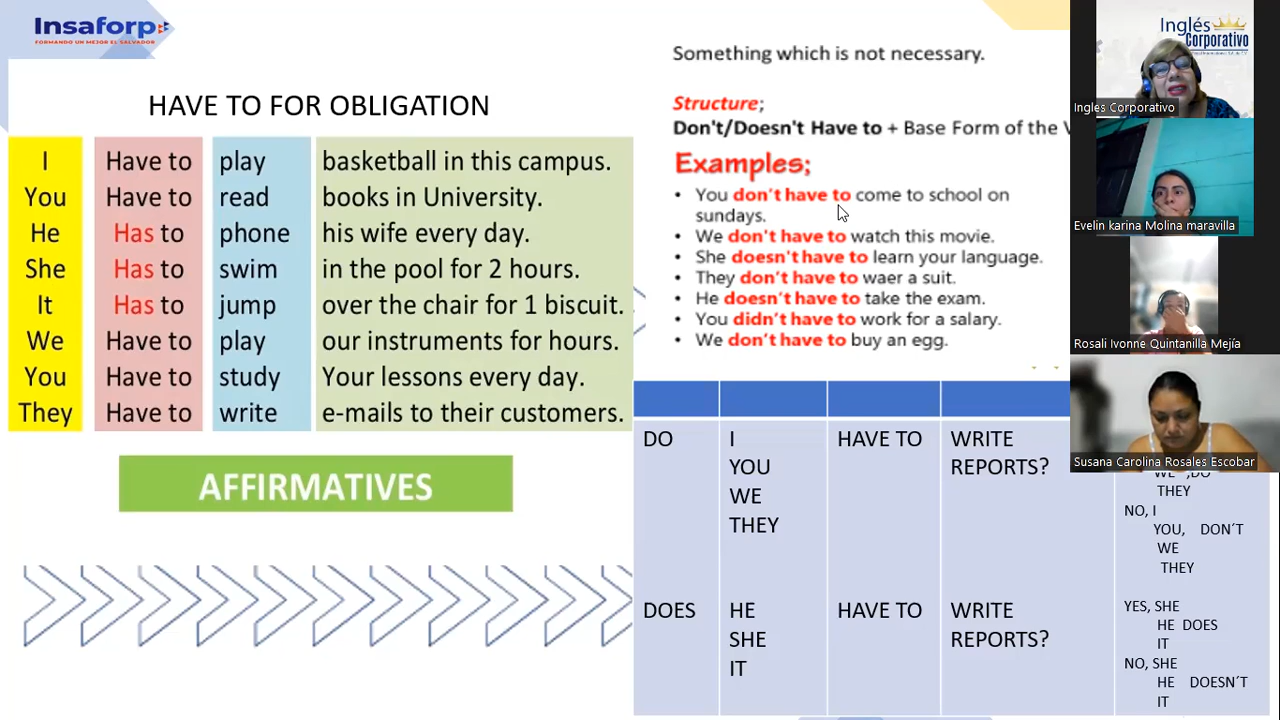 Insaforp
FORMANDO UN MEJOR EL SALVADOR
HAVE TO FOR OBLIGATION
I Have to play basketball in this campus.
You Have to read books in University.
He Has to phone his wife every day.
She Has to swim in the pool for 2 hours.
It Has to jump over the chair for 1 biscuit.
We Have to play our instruments for hours.
You Have to study Your lessons every day.
They Have to write e-mails to their customers.
AFFIRMATIVES
Something which is not necessary.
Structure;
Don't/Doesn't Have to + Base Form of the
Examples;
• You don't have to come to school on
sundays.
• We don't have to watch this movie.
• She doesn't have to learn your language.
• They don't have to waer a suit.
• He doesn't have to take the exam.
• You didn't have to work for a salary.
• We don't have to buy an egg.
DO I HAVE TO WRITE
YOU REPORTS?
WE
THEY
DOES HE HAVE TO WRITE
SHE REPORTS?
IT
WE ,DO
THEY
NO, I
YOU, DON´T
WE
THEY
YES, SHE
HE DOES
IT
NO, SHE
HE DOESN´T
IT
Inglés
Corporativo
Ingles Corporativo
Evelin karina Molina maravilla
Rosali Ivonne Quintanilla Mejía
Susana Carolina Rosales Escobar